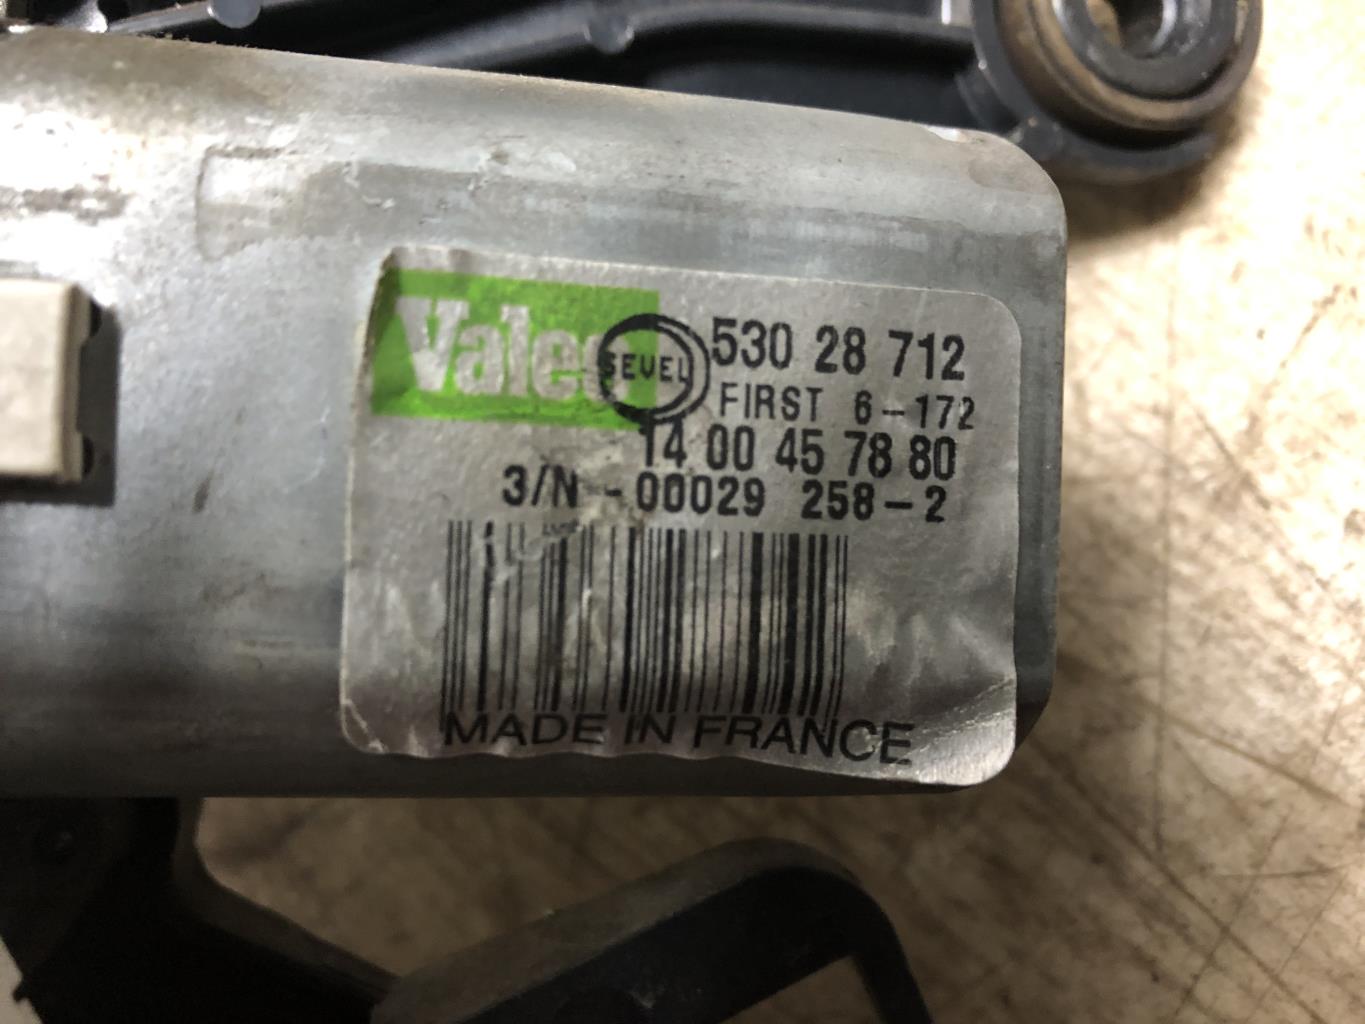 Valeo
SEVEL
530 28 712
FIRST 6-172
14 00 45 78 80
3/N -00029 258-2
MADE IN FRANCE